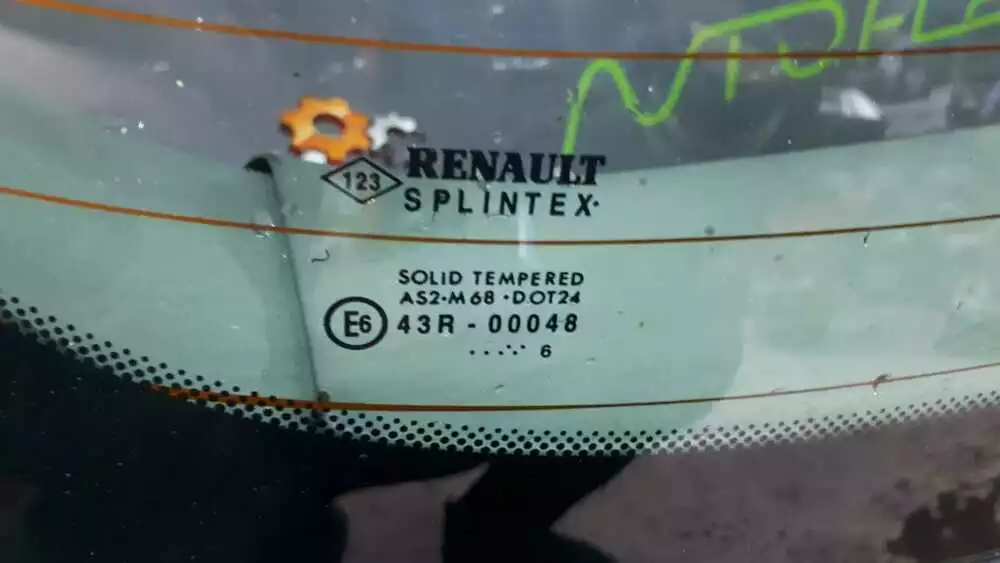 123
RENAULT
SPLINTEX
SOLID TEMPERED
AS2·M68·DOT24
E6 43R - 00048
..... 6